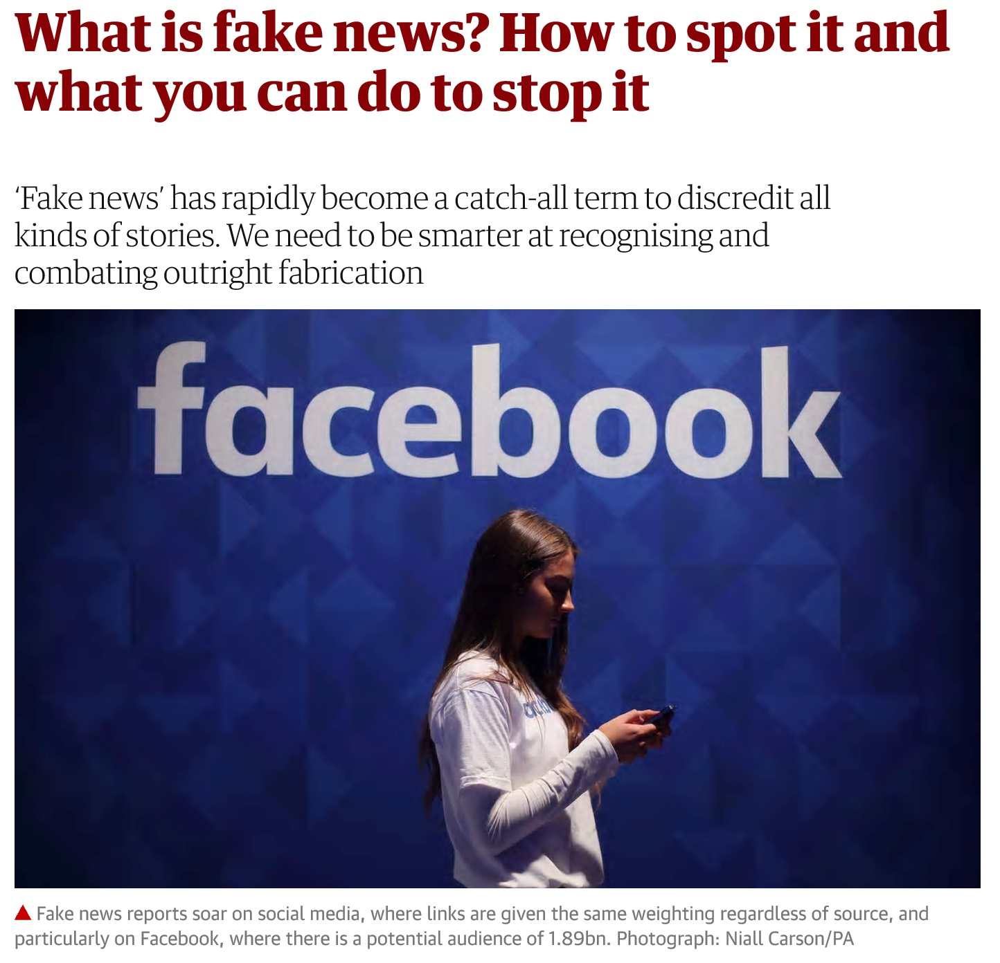 What is fake news? How to spot it and
what you can do to stop it
‘Fake news’ has rapidly become a catch-all term to discredit all
kinds of stories. We need to be smarter at recognising and
combating outright fabrication
facebook
Fake news reports soar on social media, where links are given the same weighting regardless of source, and
particularly on Facebook, where there is a potential audience of 1.89bn. Photograph: Niall Carson/PA